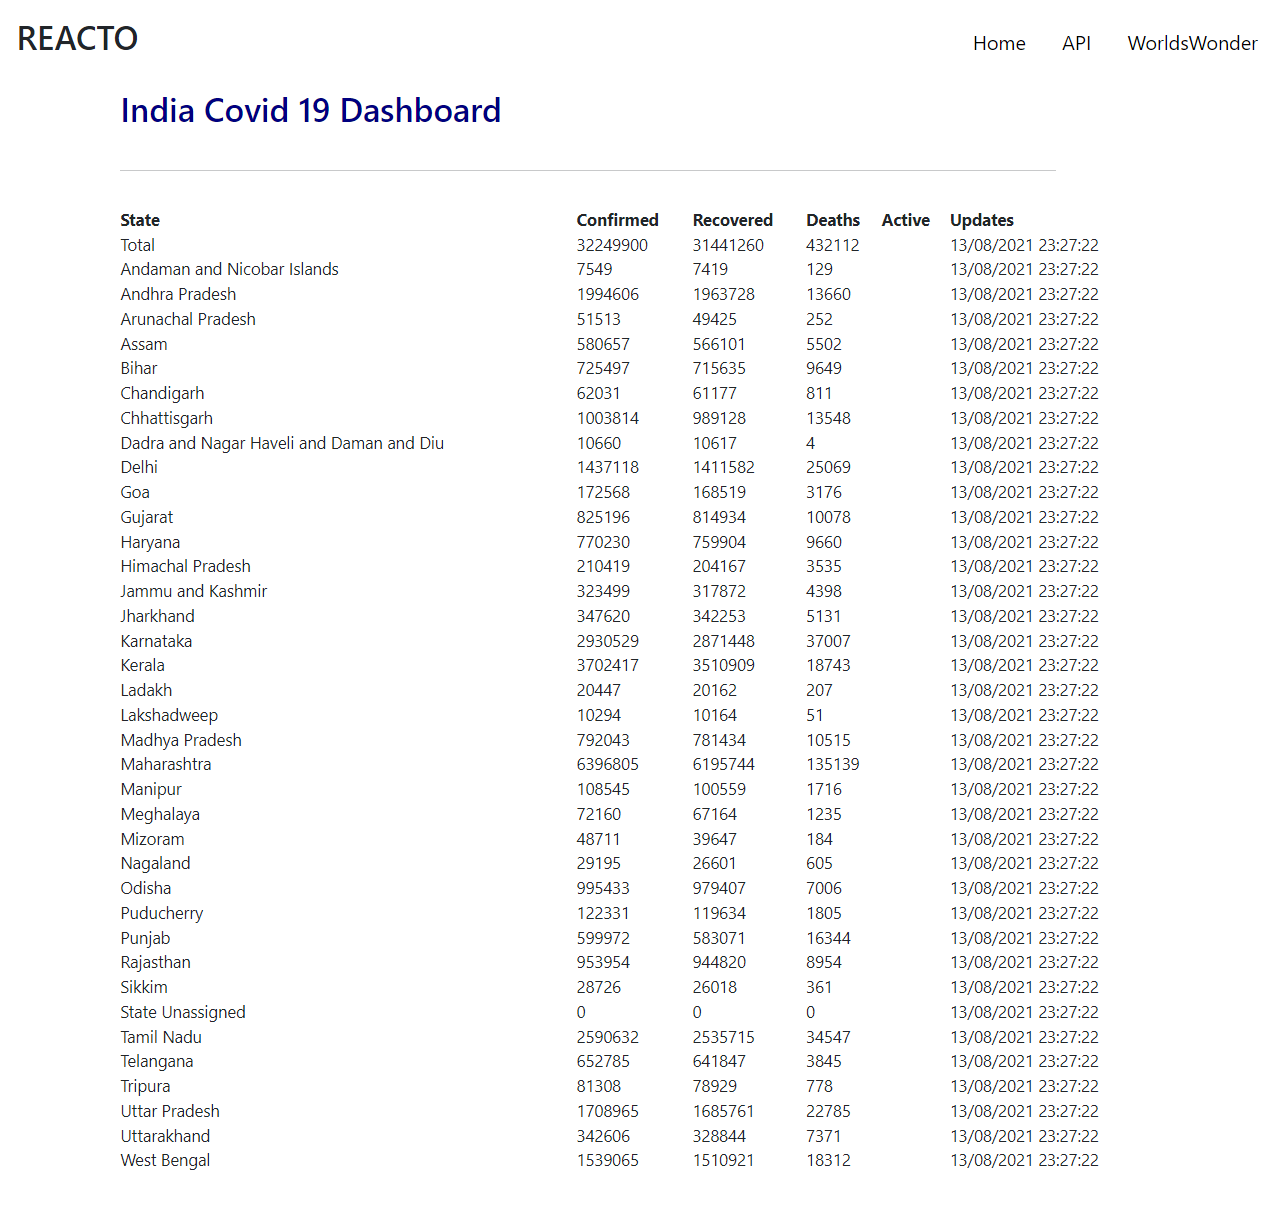 REACTO
Home API WorldsWonder
India Covid 19 Dashboard
State Confirmed Recovered Deaths Active Updates
Total 32249900 31441260 432112 13/08/2021 23:27:22
Andaman and Nicobar Islands 7549 7419 129 13/08/2021 23:27:22
Andhra Pradesh 1994606 1963728 13660 13/08/2021 23:27:22
Arunachal Pradesh 51513 49425 252 13/08/2021 23:27:22
Assam 580657 566101 5502 13/08/2021 23:27:22
Bihar 725497 715635 9649 13/08/2021 23:27:22
Chandigarh 62031 61177 811 13/08/2021 23:27:22
Chhattisgarh 1003814 989128 13548 13/08/2021 23:27:22
Dadra and Nagar Haveli and Daman and Diu 10660 10617 4 13/08/2021 23:27:22
Delhi 1437118 1411582 25069 13/08/2021 23:27:22
Goa 172568 168519 3176 13/08/2021 23:27:22
Gujarat 825196 814934 10078 13/08/2021 23:27:22
Haryana 770230 759904 9660 13/08/2021 23:27:22
Himachal Pradesh 210419 204167 3535 13/08/2021 23:27:22
Jammu and Kashmir 323499 317872 4398 13/08/2021 23:27:22
Jharkhand 347620 342253 5131 13/08/2021 23:27:22
Karnataka 2930529 2871448 37007 13/08/2021 23:27:22
Kerala 3702417 3510909 18743 13/08/2021 23:27:22
Ladakh 20447 20162 207 13/08/2021 23:27:22
Lakshadweep 10294 10164 51 13/08/2021 23:27:22
Madhya Pradesh 792043 781434 10515 13/08/2021 23:27:22
Maharashtra 6396805 6195744 135139 13/08/2021 23:27:22
Manipur 108545 100559 1716 13/08/2021 23:27:22
Meghalaya 72160 67164 1235 13/08/2021 23:27:22
Mizoram 48711 39647 184 13/08/2021 23:27:22
Nagaland 29195 26601 605 13/08/2021 23:27:22
Odisha 995433 979407 7006 13/08/2021 23:27:22
Puducherry 122331 119634 1805 13/08/2021 23:27:22
Punjab 599972 583071 16344 13/08/2021 23:27:22
Rajasthan 953954 944820 8954 13/08/2021 23:27:22
Sikkim 28726 26018 361 13/08/2021 23:27:22
State Unassigned 0 0 0 13/08/2021 23:27:22
Tamil Nadu 2590632 2535715 34547 13/08/2021 23:27:22
Telangana 652785 641847 3845 13/08/2021 23:27:22
Tripura 81308 78929 778 13/08/2021 23:27:22
Uttar Pradesh 1708965 1685761 22785 13/08/2021 23:27:22
Uttarakhand 342606 328844 7371 13/08/2021 23:27:22
West Bengal 1539065 1510921 18312 13/08/2021 23:27:22